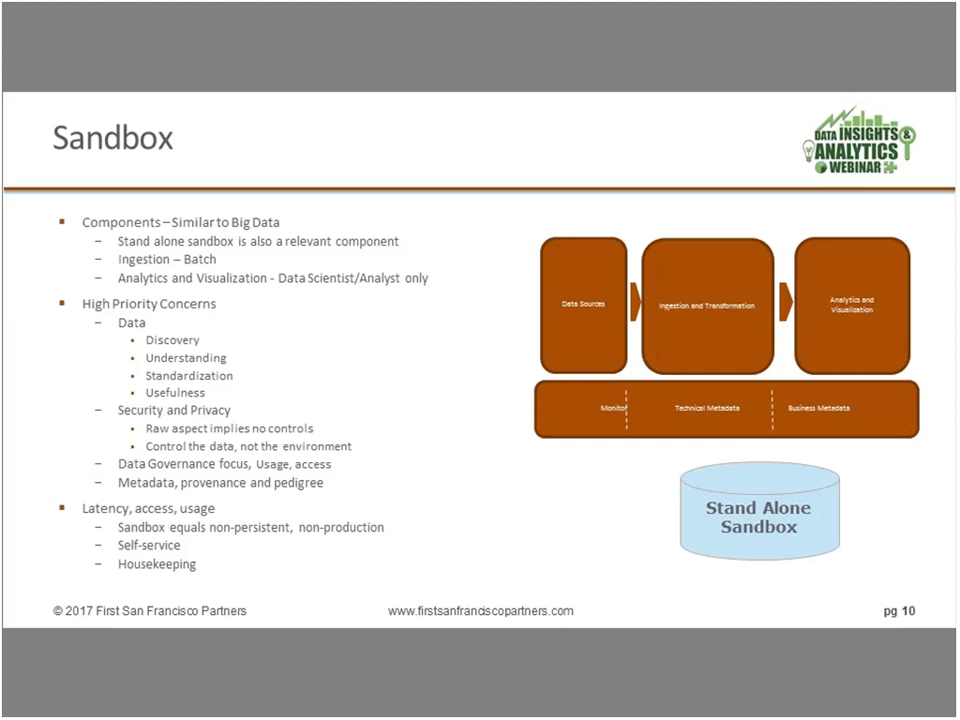 Sandbox
DATA INSIGHTS &
ANALYTICS
WEBINAR
Components – Similar to Big Data
– Stand alone sandbox is also a relevant component
– Ingestion – Batch
– Analytics and Visualization - Data Scientist/Analyst only
High Priority Concerns
– Data
Discovery
Understanding
Standardization
Usefulness
– Security and Privacy
Raw aspect implies no controls
Control the data, not the environment
– Data Governance focus, Usage, access
– Metadata, provenance and pedigree
Latency, access, usage
– Sandbox equals non-persistent, non-production
– Self-service
– Housekeeping
Data Sources
Ingestion and Transformation
Analytics and
Visualization
Monitor
Technical Metadata
Business Metadata
Stand Alone
Sandbox
© 2017 First San Francisco Partners
www.firstsanfranciscopartners.com
pg 10